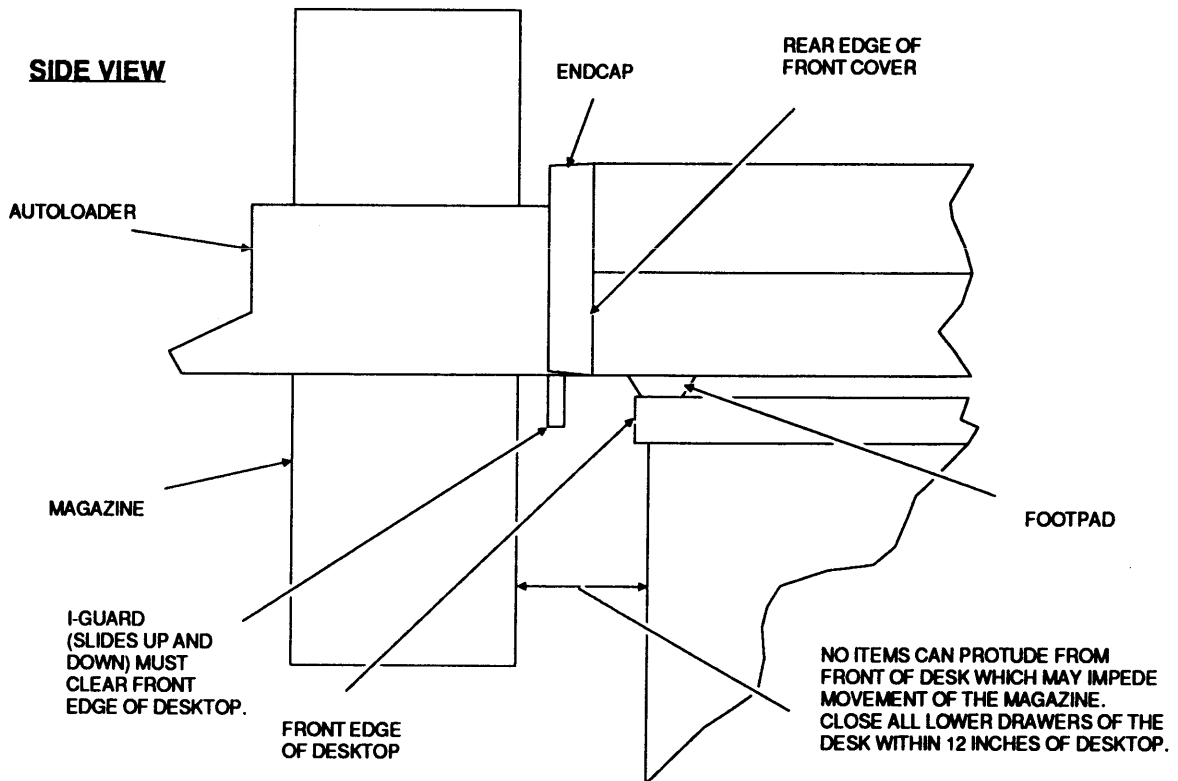 SIDE VIEW
ENDCAP
REAR EDGE OF
FRONT COVER
AUTOLOADER
MAGAZINE
FOOTPAD
I-GUARD
(SLIDES UP AND
DOWN) MUST
CLEAR FRONT
EDGE OF DESKTOP.
FRONT EDGE
OF DESKTOP
NO ITEMS CAN PROTUDE FROM
FRONT OF DESK WHICH MAY IMPEDE
MOVEMENT OF THE MAGAZINE.
CLOSE ALL LOWER DRAWERS OF THE
DESK WITHIN 12 INCHES OF DESKTOP.